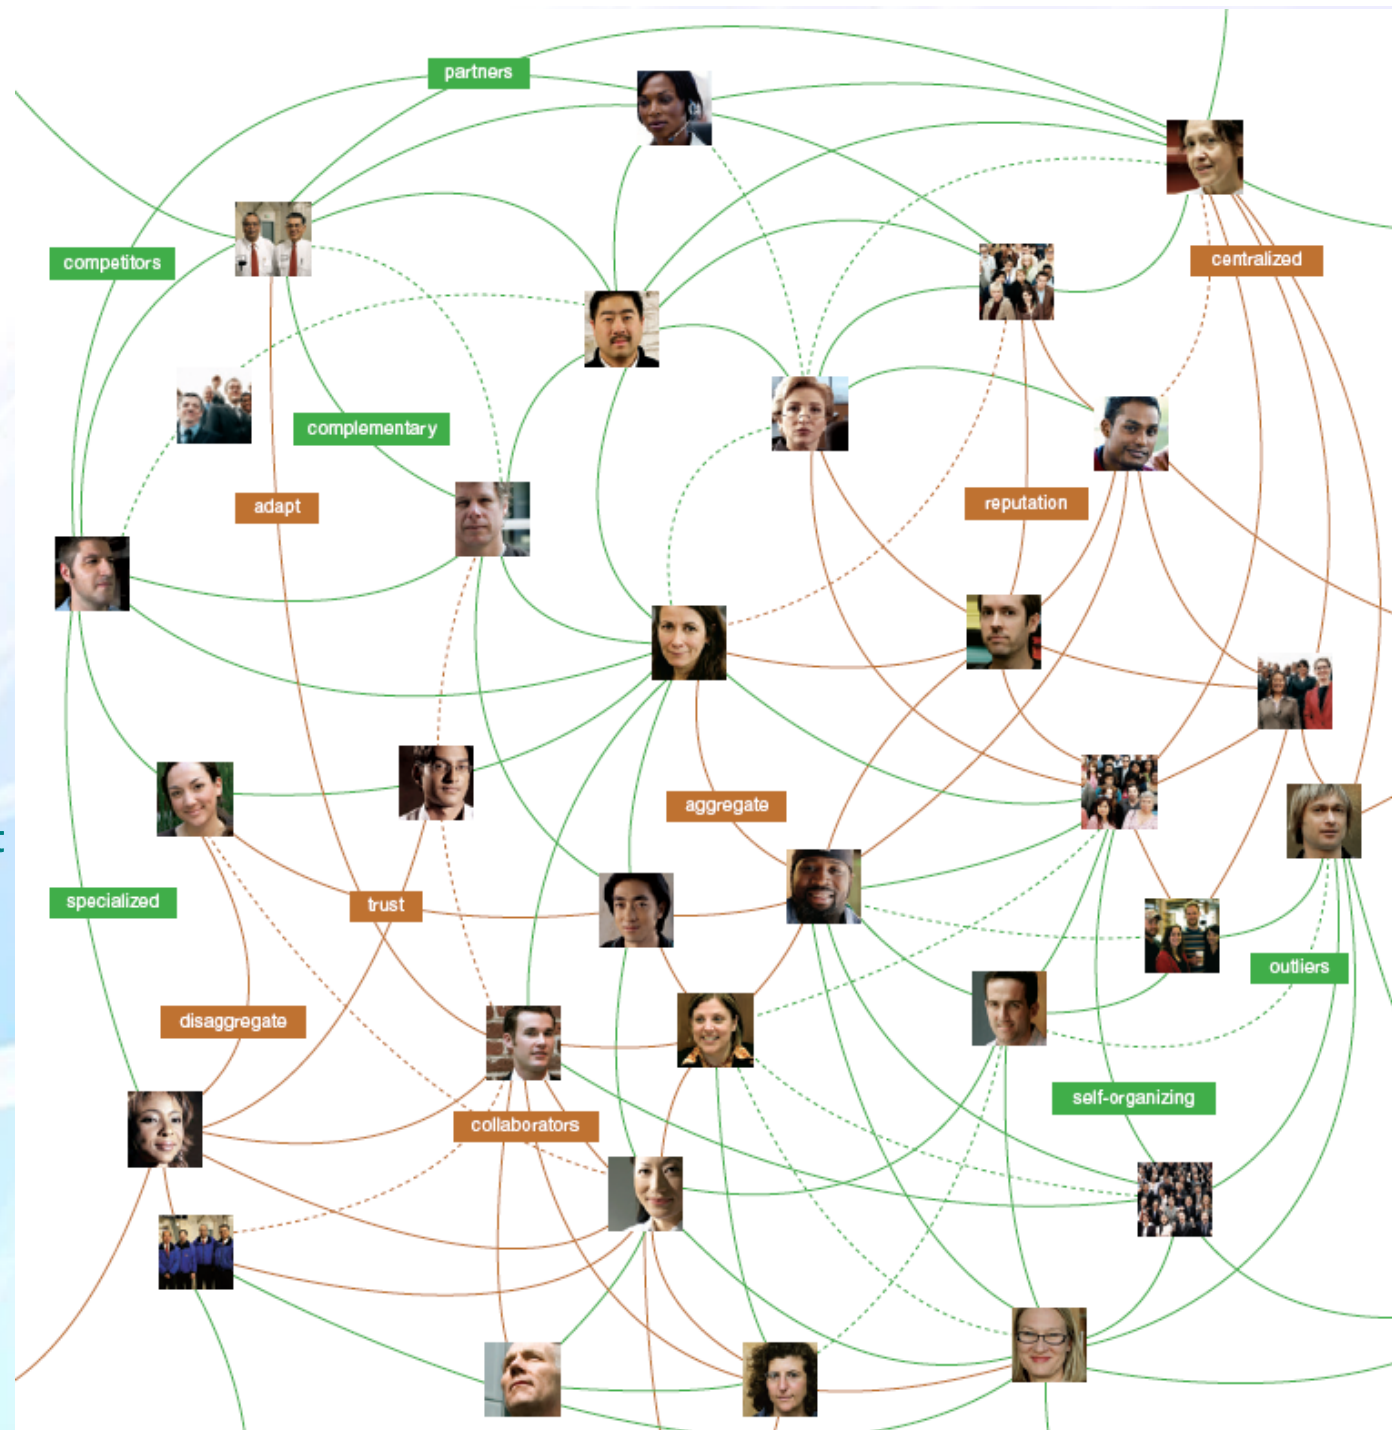 partners
competitors
centralized
complementary
adapt
reputation
aggregate
specialized
trust
outliers
disaggregate
self-organizing
collaborators